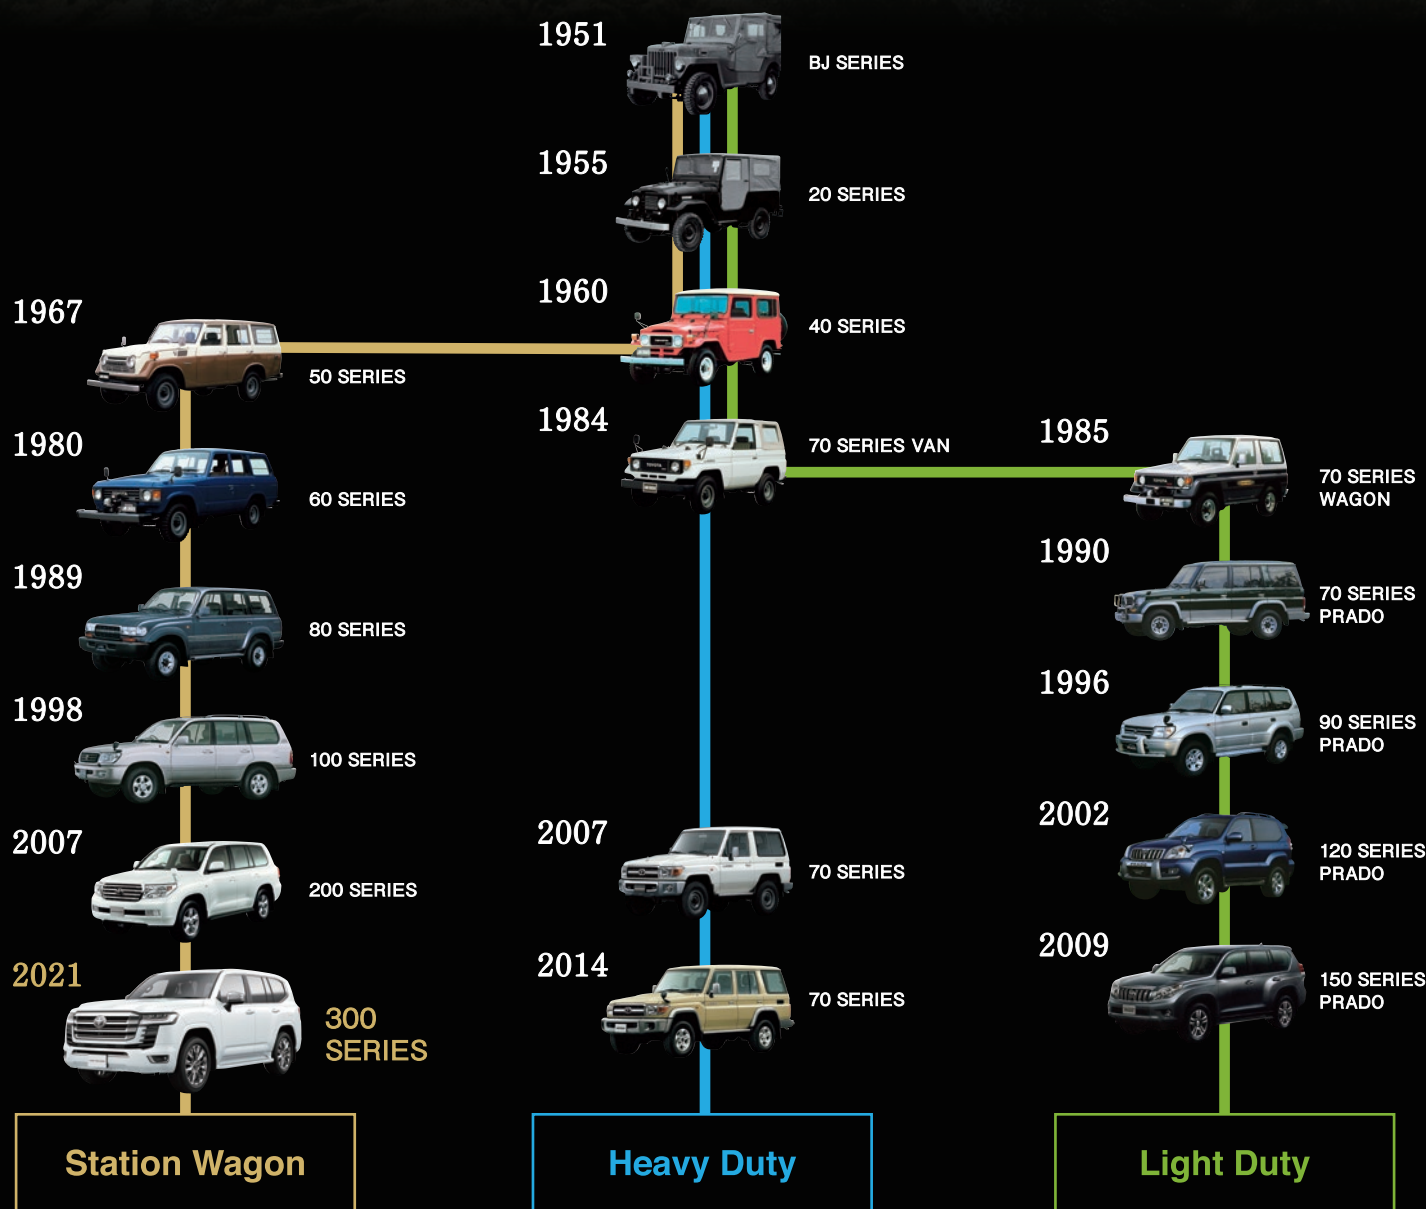 1951
BJ SERIES
1955
20 SERIES
1960
40 SERIES
1984
70 SERIES VAN
2007
70 SERIES
2014
70 SERIES
Heavy Duty
1967
50 SERIES
1980
60 SERIES
1989
80 SERIES
1998
100 SERIES
2007
200 SERIES
2021
300
SERIES
Station Wagon
1985
70 SERIES
WAGON
1990
70 SERIES
PRADO
1996
90 SERIES
PRADO
2002
120 SERIES
PRADO
2009
150 SERIES
PRADO
Light Duty